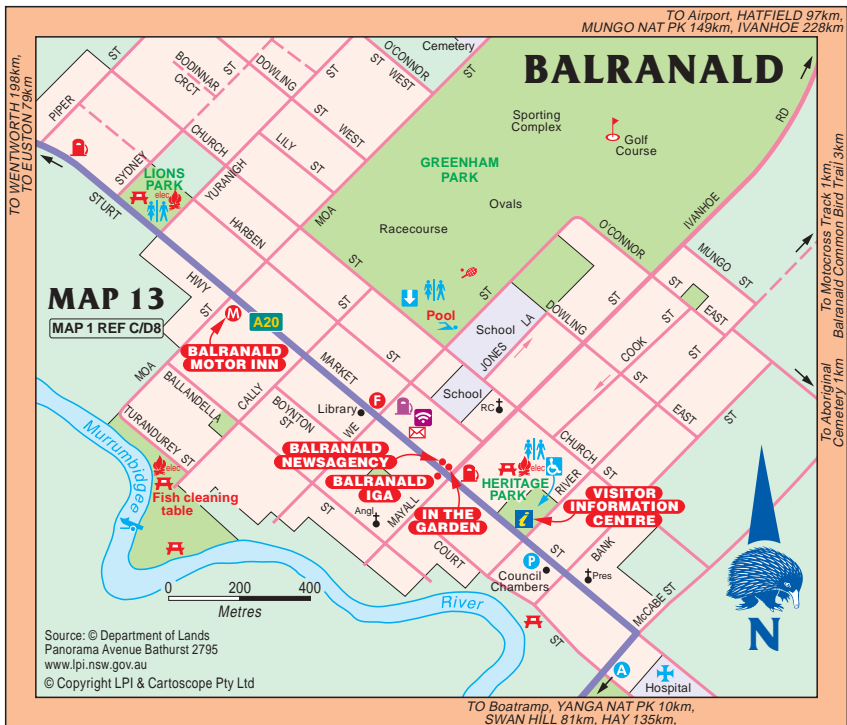 TO Airport, HATFIELD 97km,
MUNGO NAT PK 149km, IVANHOE 228km
BALRANALD
TO WENTWORTH 198km,
TO EUSTON 79km
To Motocross Track 1km,
Balranald Common Bird Trail 3km
To Aboriginal
Cemetery 1km
TO Boatramp, YANGA NAT PK 10km,
SWAN HILL 81km, HAY 135km.
Cemetery
O'CONNOR
ST WEST
ST
BODINNAR
CRCT
ST
DOWLING
ST
WEST
PIPER
ST
CHURCH
LILY
ST
SYDNEY
YURANIGH
LIONS
PARK
elec
STURT
HWY
HARBEN
ST
MOA
ST
Sporting
Complex
Golf
Course
GREENHAM
PARK
Ovals
Racecourse
IVANHOE
RD
O'CONNOR
ST
EAST
MUNGO
ST
Pool
ST
School
JONES
LA
DOWLING
ST
COOK
ST
EAST
ST
MAP 13
MAP 1 REF C/D8
M
A20
BALRANALD
MOTOR INN
MOA
ST
BALLANDELLA
CALLY
ST
BOYNTON
ST
TURANDUREY
ST
MARKET
ST
WE
Library
F
School
RC
CHURCH
ST
RIVER
ST
BALRANALD
NEWSAGENCY
BALRANALD
IGA
IN THE
GARDEN
HERITAGE
PARK
elec
i
VISITOR
INFORMATION
CENTRE
Angl
MAYALL
ST
COURT
ST
P
Council
Chambers
BANK
ST
Pres
McCABE ST
A
Hospital
Murrumbidgee
River
elec
Fish cleaning
table
0 200 400
Metres
N
Source: © Department of Lands
Panorama Avenue Bathurst 2795
www.lpi.nsw.gov.au
© Copyright LPI & Cartoscope Pty Ltd